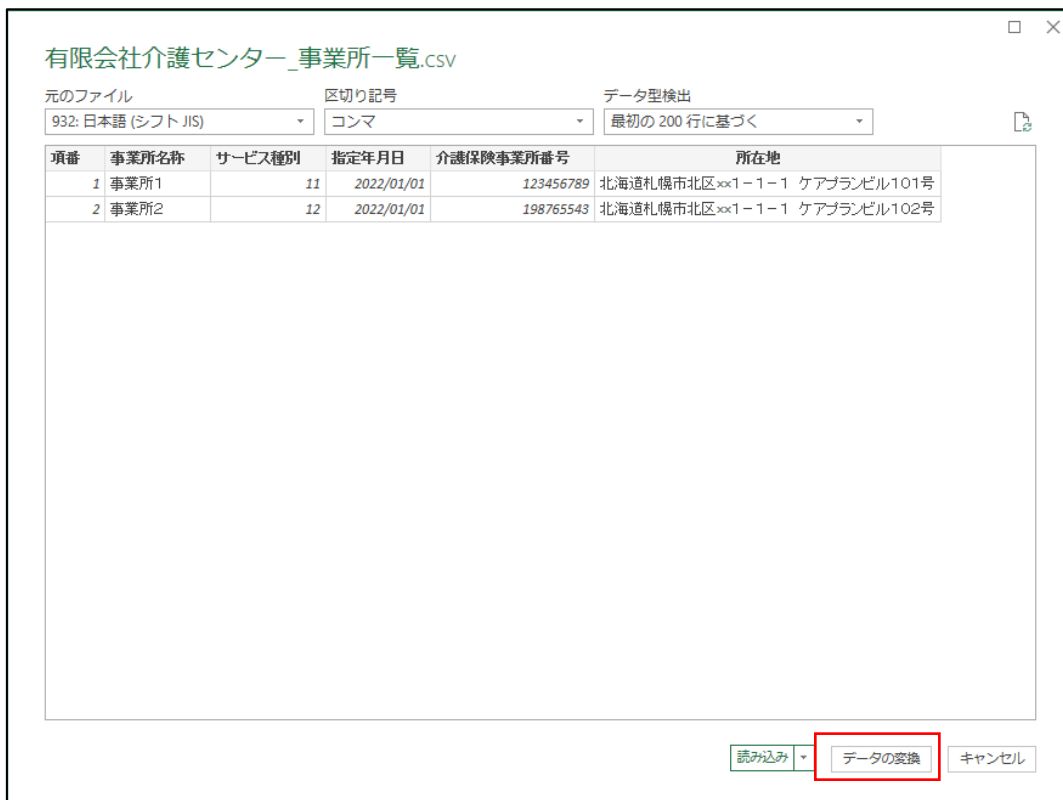 有限会社介護センター_事業所一覧.csv
元のファイル 区切り記号 データ型検出
932: 日本語 (シフト JIS) コンマ 最初の 200 行に基づく
項番 事業所名称 サービス種別 指定年月日 介護保険事業所番号 所在地
1 事業所1 11 2022/01/01 123456789 北海道札幌市北区××1-1-1 ケアプランビル101号
2 事業所2 12 2022/01/01 198765543 北海道札幌市北区××1-1-1 ケアプランビル102号
読み込み データの変換 キャンセル